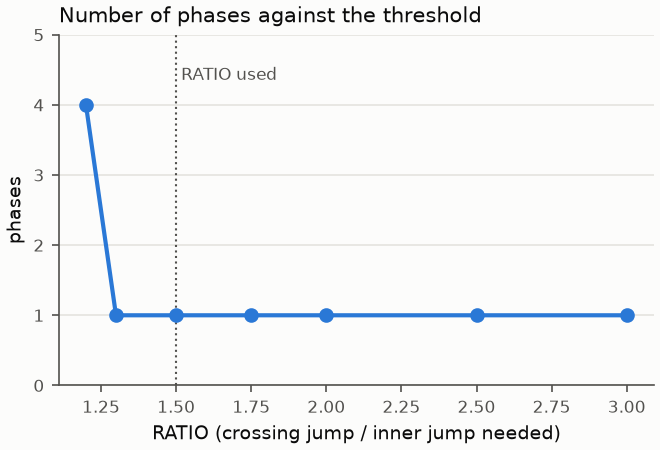 Number of phases against the threshold
5
4
3
2
1
0
phases
RATIO used
1.25 1.50 1.75 2.00 2.25 2.50 2.75 3.00
RATIO (crossing jump / inner jump needed)